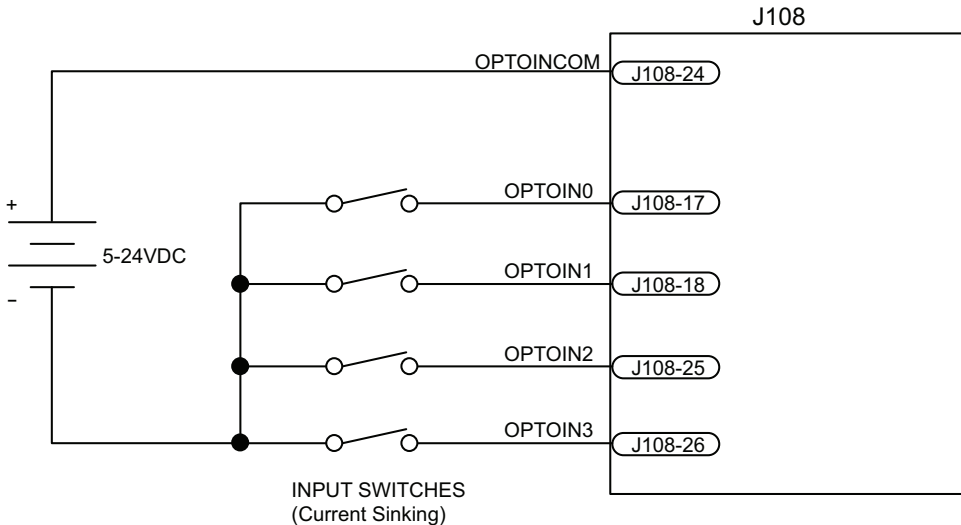 J108
OPTOINCOM
J108-24
+
OPTOIN0
J108-17
5-24VDC
OPTOIN1
J108-18
–
OPTOIN2
J108-25
OPTOIN3
J108-26
INPUT SWITCHES
(Current Sinking)